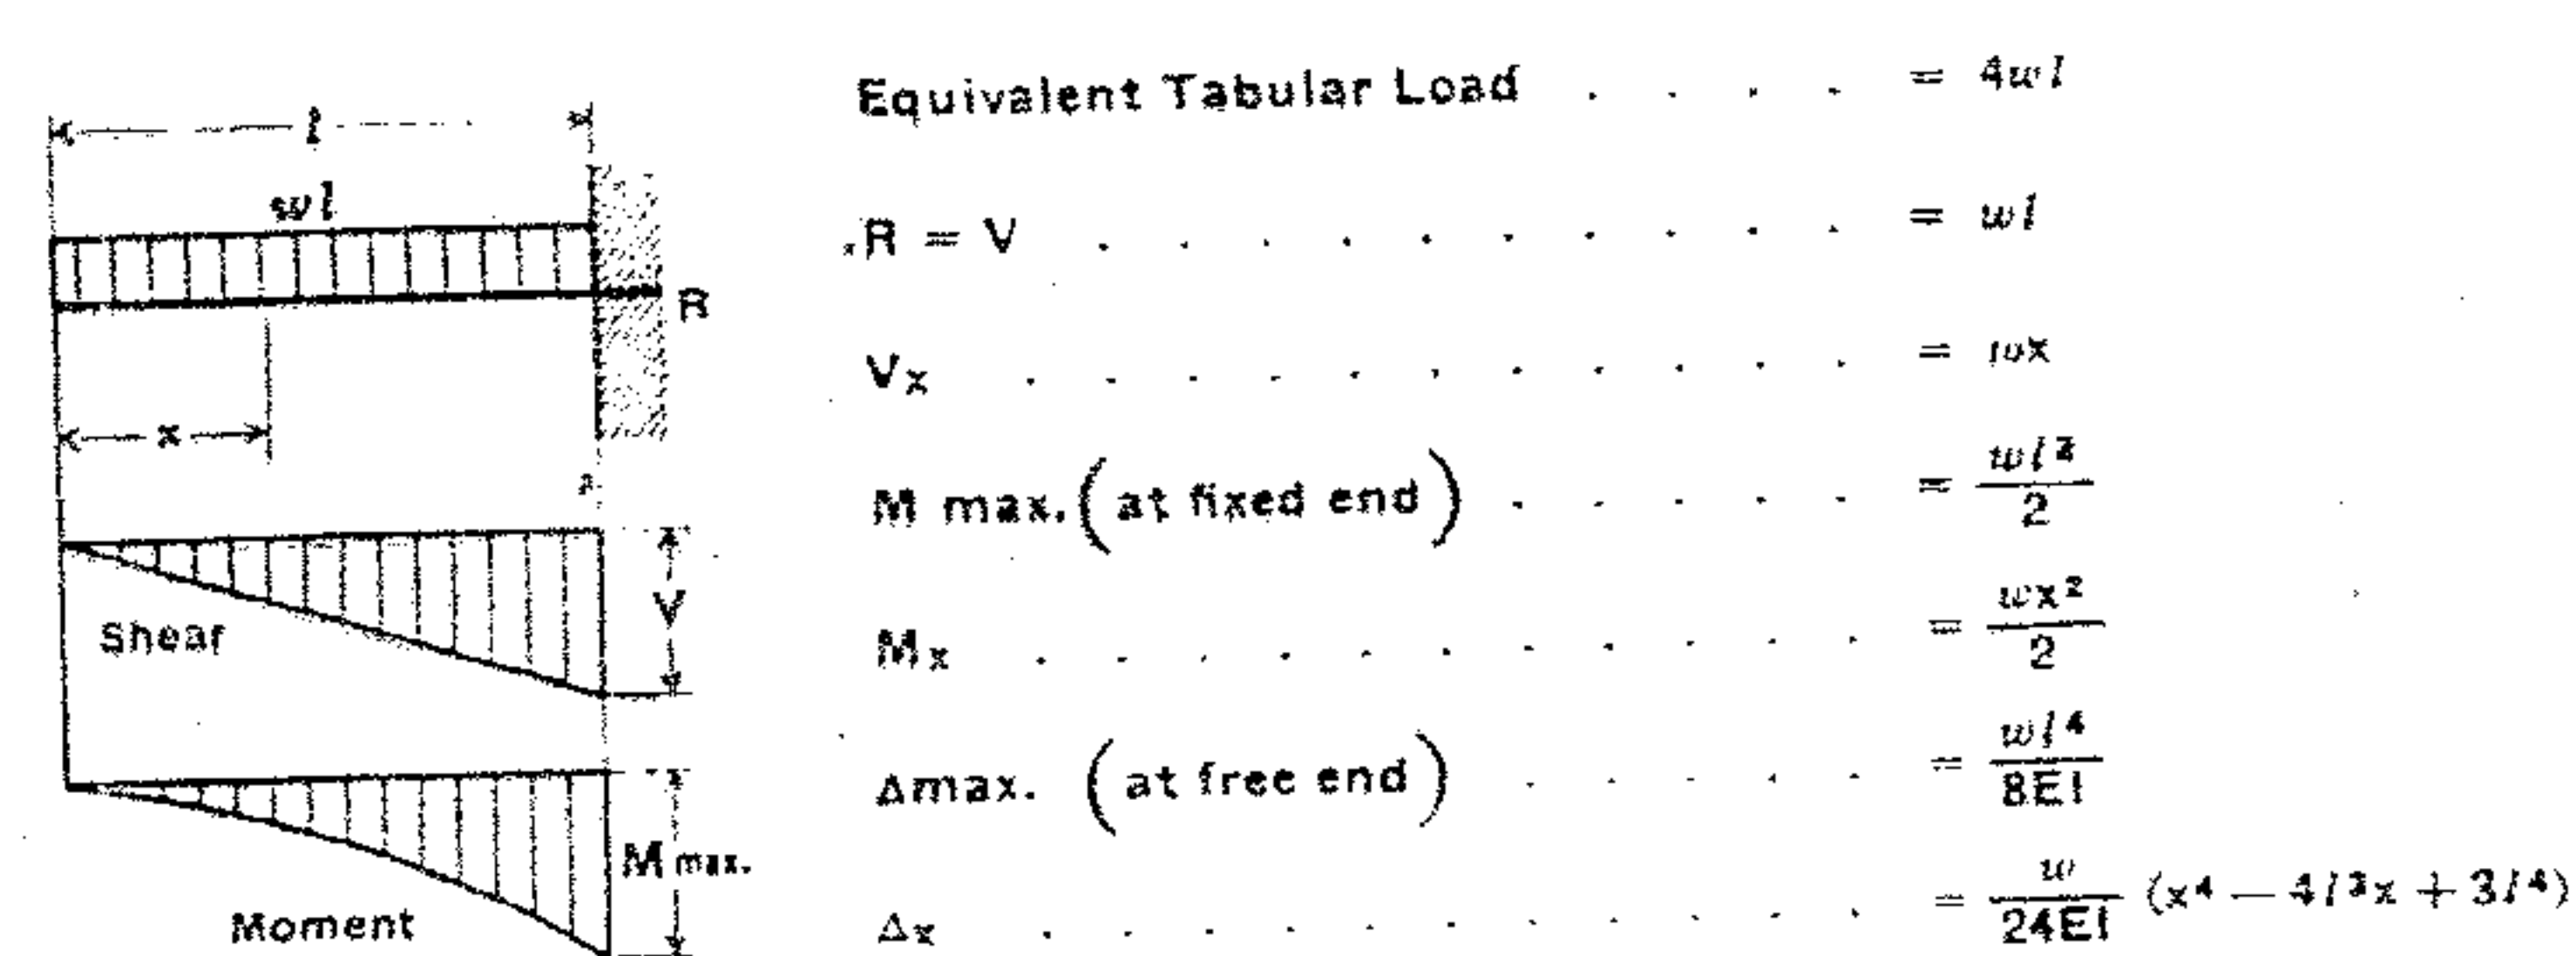 l
wl
R
x
Shear
V
M max.
Moment
Equivalent Tabular Load . . . . = 4wl
R = V . . . . . . . . . . = wl
Vx . . . . . . . . . . . = wx
M max. (at fixed end) . . . . . = wl²/2
Mx . . . . . . . . . . . = wx²/2
Δmax. (at free end) . . . . . = wl⁴/8EI
Δx . . . . . . . . . . . = w/24EI (x⁴ — 4l³x + 3l⁴)